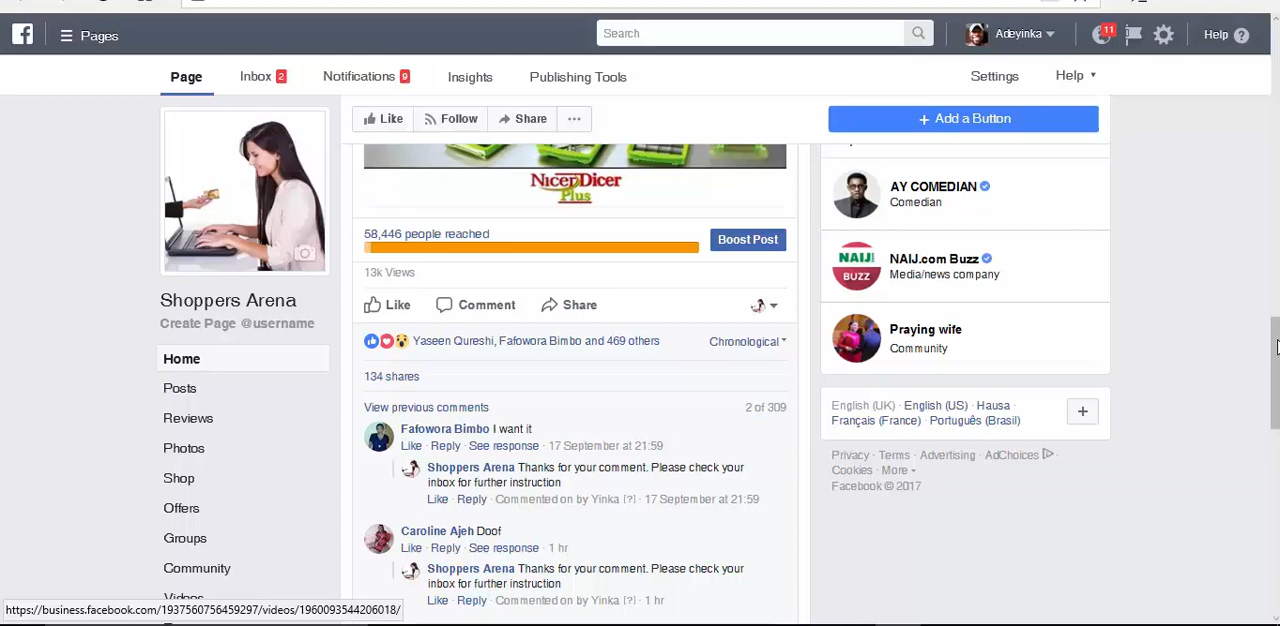 Pages
Search
Adeyinka
11
Help
Page
Inbox 2
Notifications 9
Insights
Publishing Tools
Settings
Help
Like
Follow
Share
Add a Button
NicerDicer
Plus
58,446 people reached
Boost Post
13k Views
Like
Comment
Share
Yaseen Qureshi, Fafowora Bimbo and 469 others
Chronological
134 shares
View previous comments
2 of 309
Fafowora Bimbo I want it
Like · Reply · See response · 17 September at 21:59
Shoppers Arena Thanks for your comment. Please check your
inbox for further instruction
Like · Reply · Commented on by Yinka [?] · 17 September at 21:59
Caroline Ajeh Doof
Like · Reply · See response · 1 hr
Shoppers Arena Thanks for your comment. Please check your
inbox for further instruction
Like · Reply · Commented on by Yinka [?] · 1 hr
Shoppers Arena
Create Page @username
Home
Posts
Reviews
Photos
Shop
Offers
Groups
Community
Videos
https://business.facebook.com/1937560756459297/videos/1960093544206018/
AY COMEDIAN
Comedian
NAIJ
BUZZ
NAIJ.com Buzz
Media/news company
Praying wife
Community
English (UK) · English (US) · Hausa ·
Français (France) · Português (Brasil)
Privacy · Terms · Advertising · AdChoices ·
Cookies · More
Facebook © 2017